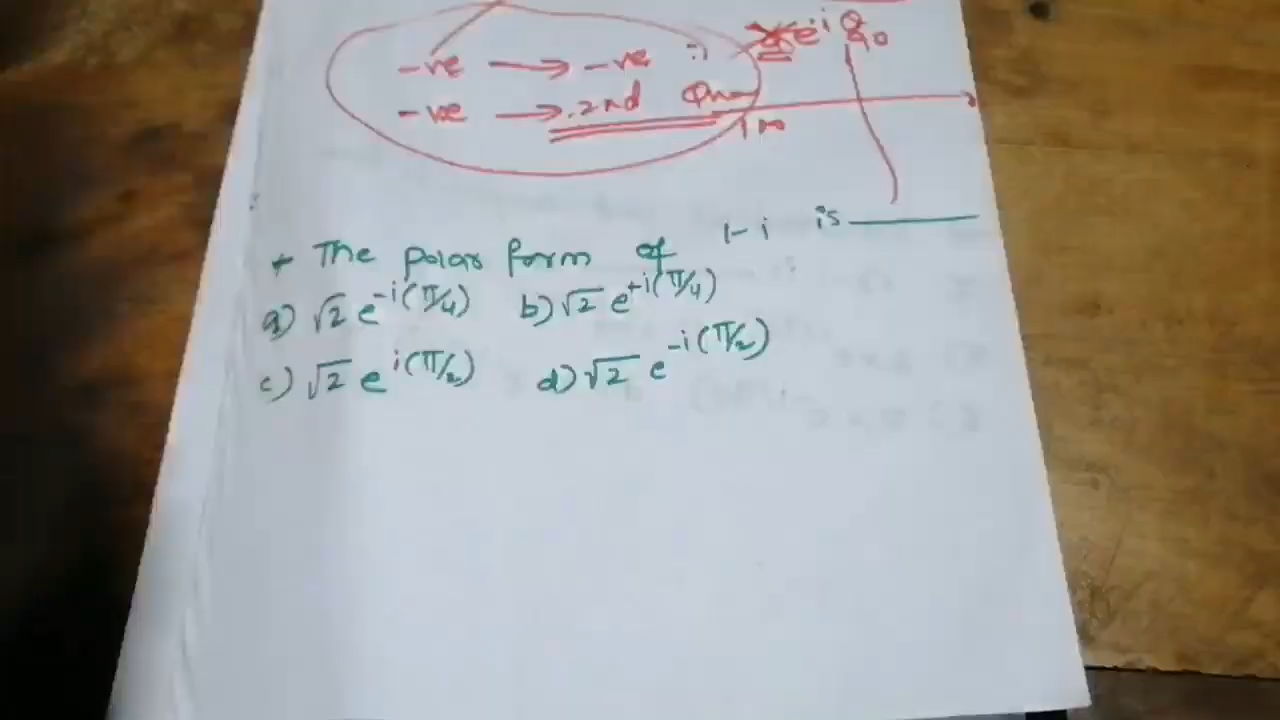 -ve → -ve :) e^i
-ve → 2nd
+ The polar form of 1-i is ______
a) √2 e^-i(π/4) b) √2 e^+i(π/4)
c) √2 e^i(π/2) d) √2 e^-i(π/2)